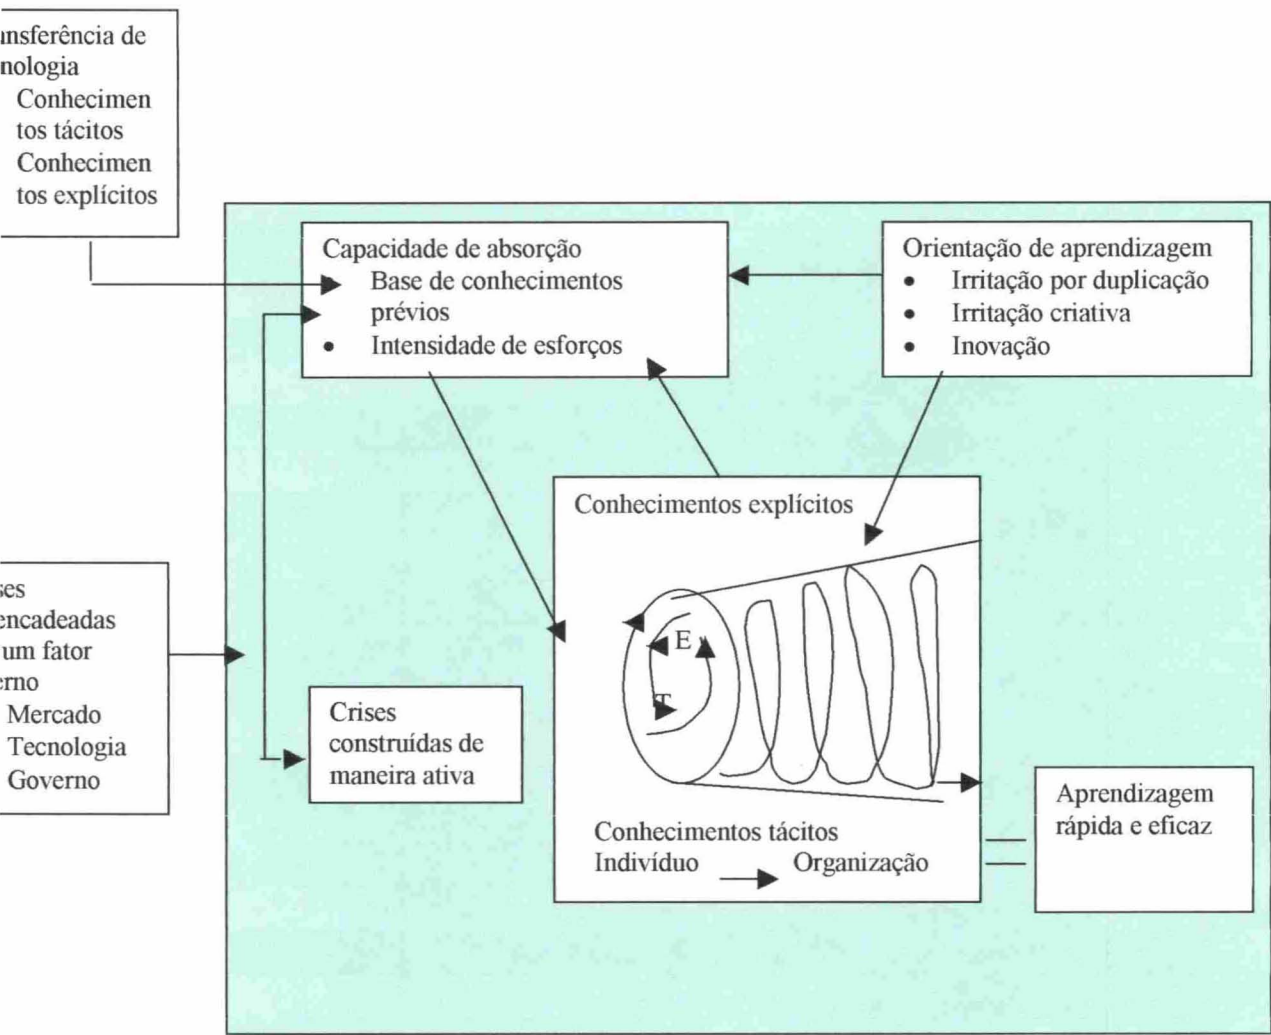 ansferência de
nologia
Conhecimen
tos tácitos
Conhecimen
tos explícitos
Capacidade de absorção
• Base de conhecimentos
prévios
• Intensidade de esforços
Orientação de aprendizagem
• Irritação por duplicação
• Irritação criativa
• Inovação
Conhecimentos explícitos
E
T
Conhecimentos tácitos
Indivíduo Organização
ses
encadeadas
um fator
erno
Mercado
Tecnologia
Governo
Crises
construídas de
maneira ativa
Aprendizagem
rápida e eficaz